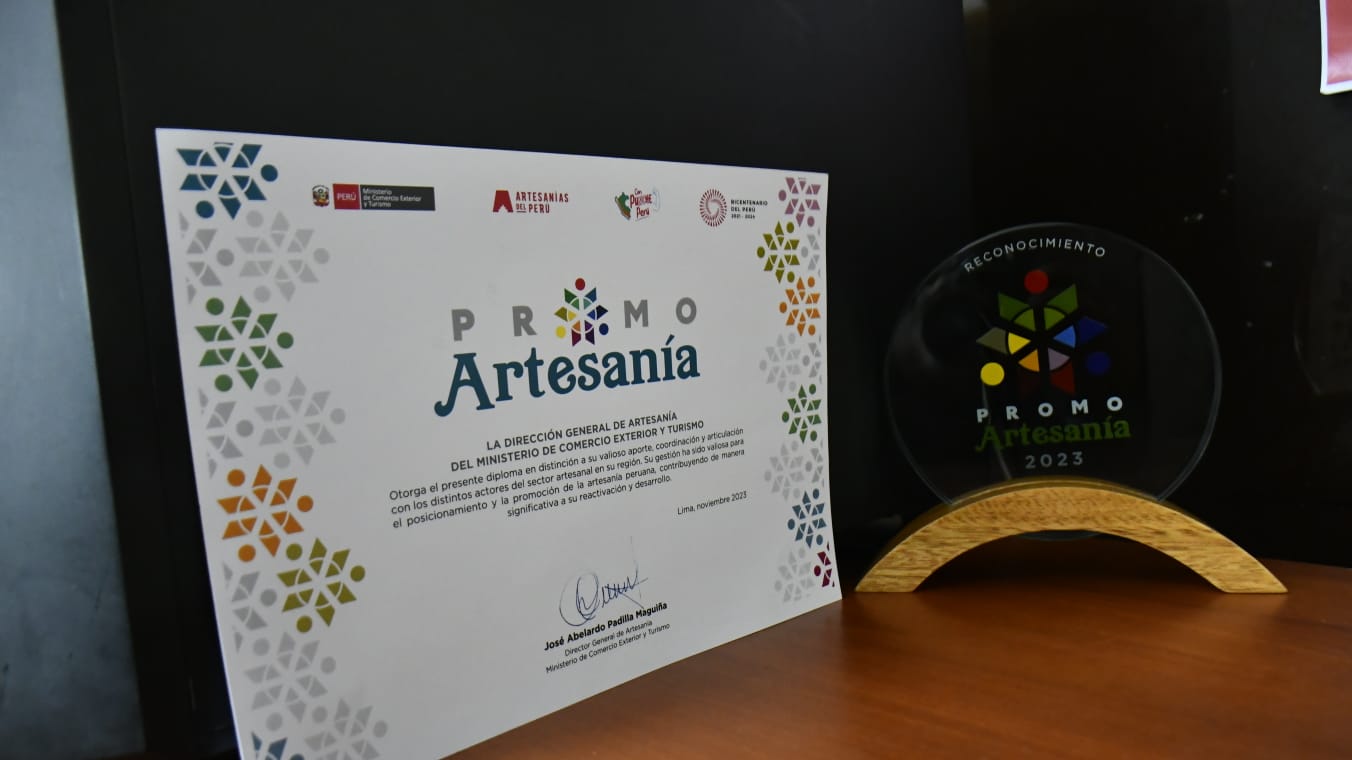 PERÚ
Ministerio
de Comercio Exterior
y Turismo
ARTESANÍAS
DEL PERÚ
Con
PUNCHE
Perú
BICENTENARIO
DEL PERÚ
2021 - 2024
PROMO
Artesanía
LA DIRECCIÓN GENERAL DE ARTESANÍA
DEL MINISTERIO DE COMERCIO EXTERIOR Y TURISMO
Otorga el presente diploma en distinción a su valioso aporte, coordinación y articulación
con los distintos actores del sector artesanal en su región. Su gestión ha sido valiosa para
el posicionamiento y la promoción de la artesanía peruana, contribuyendo de manera
significativa a su reactivación y desarrollo.
Lima, noviembre 2023
José Abelardo Padilla Maguiña
Director General de Artesanía
Ministerio de Comercio Exterior y Turismo
RECONOCIMIENTO
PROMO
Artesanía
2023